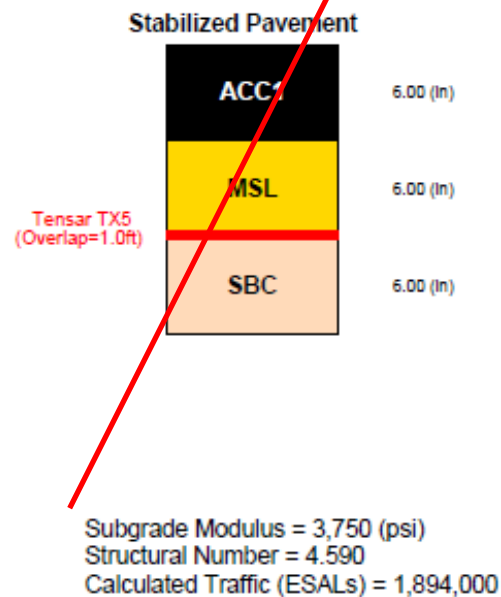 Stabilized Pavement
ACC1
6.00 (in)
MSL
6.00 (in)
Tensar TX5
(Overlap=1.0ft)
SBC
6.00 (in)
Subgrade Modulus = 3,750 (psi)
Structural Number = 4.590
Calculated Traffic (ESALs) = 1,894,000